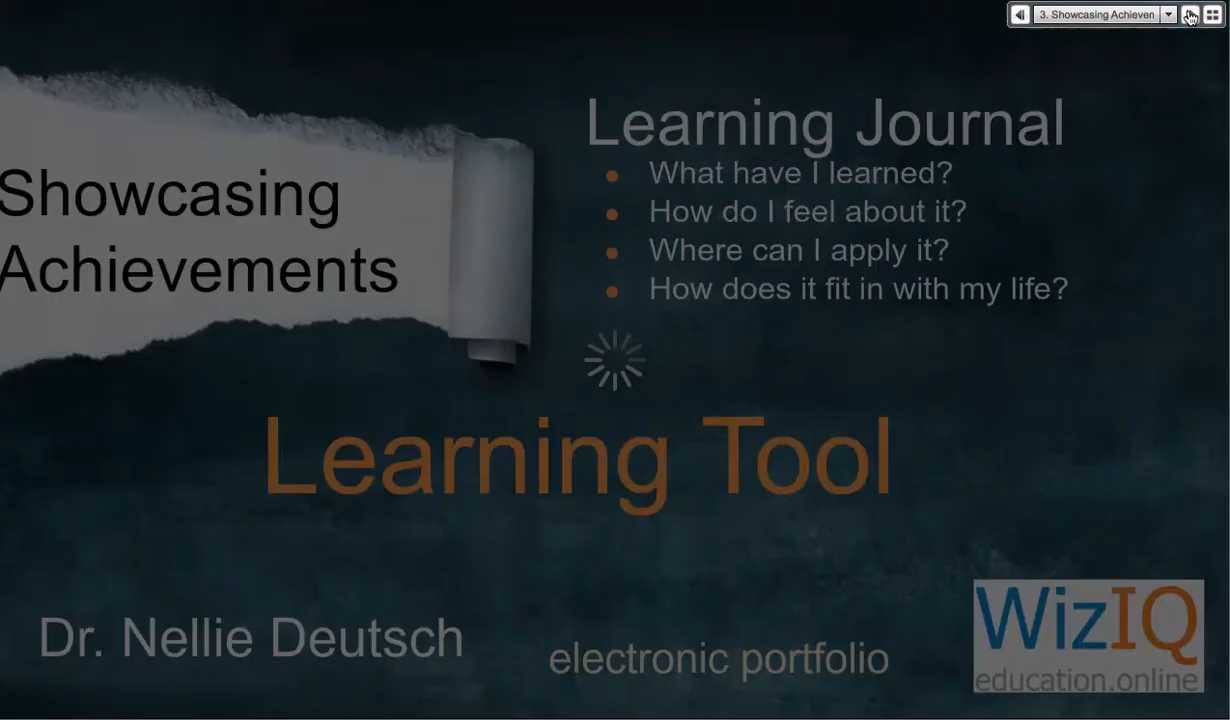 3. Showcasing Achieven
Showcasing
Achievements
Learning Journal
What have I learned?
How do I feel about it?
Where can I apply it?
How does it fit in with my life?
Learning Tool
Dr. Nellie Deutsch
electronic portfolio
WizIQ
education.online